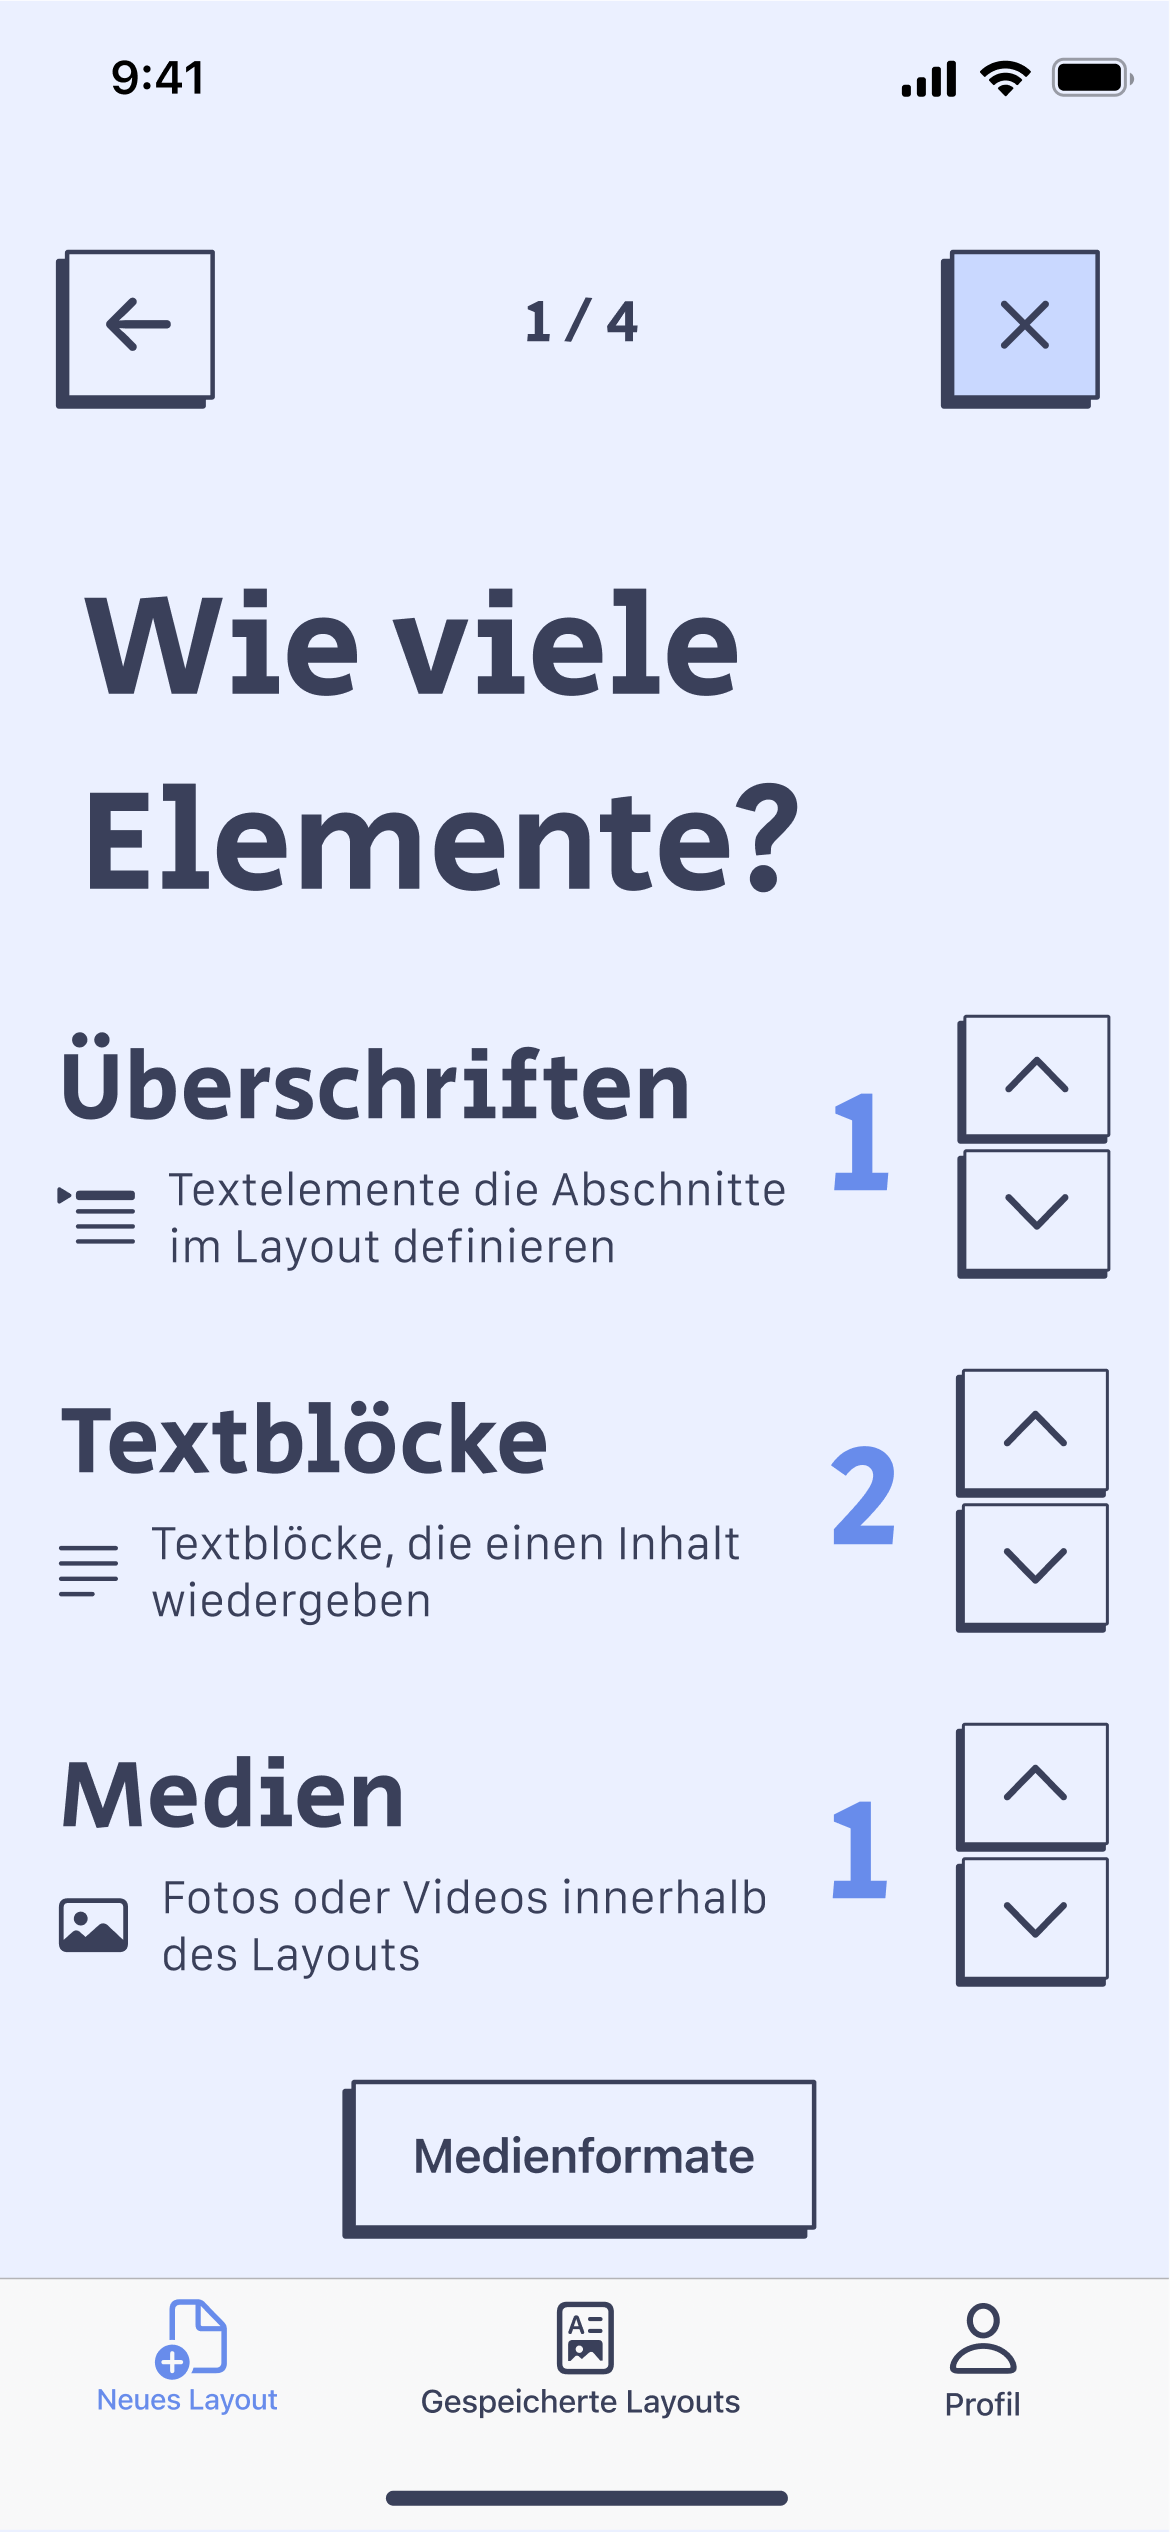 9:41
1 / 4
Wie viele
Elemente?
Überschriften
Textelemente die Abschnitte
im Layout definieren
1
Textblöcke
Textblöcke, die einen Inhalt
wiedergeben
2
Medien
Fotos oder Videos innerhalb
des Layouts
1
Medienformate
Neues Layout
Gespeicherte Layouts
Profil